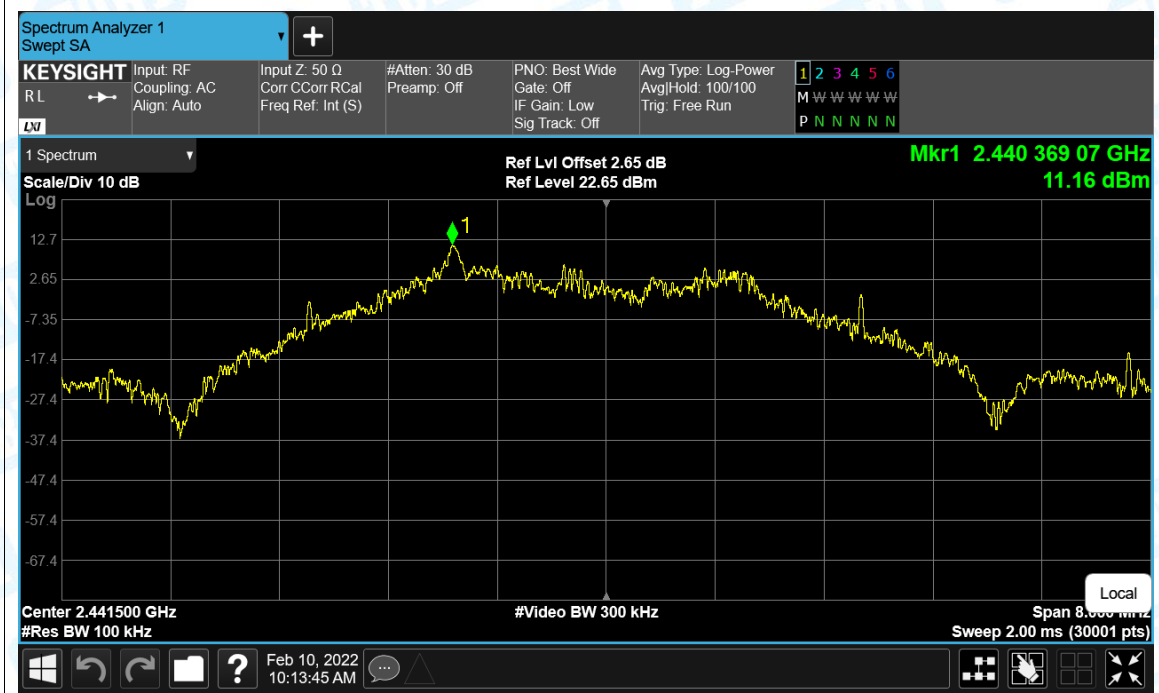 Spectrum Analyzer 1
Swept SA
+
KEYSIGHT
R L
LXI
Input: RF
Coupling: AC
Align: Auto
Input Z: 50 Ω
Corr CCorr RCal
Freq Ref: Int (S)
#Atten: 30 dB
Preamp: Off
PNO: Best Wide
Gate: Off
IF Gain: Low
Sig Track: Off
Avg Type: Log-Power
Avg|Hold: 100/100
Trig: Free Run
1 2 3 4 5 6
M W W W W W
P N N N N N
1 Spectrum
Scale/Div 10 dB
Ref Lvl Offset 2.65 dB
Ref Level 22.65 dBm
Mkr1 2.440 369 07 GHz
11.16 dBm
Log
1
12.7
2.65
-7.35
-17.4
-27.4
-37.4
-47.4
-57.4
-67.4
Local
Center 2.441500 GHz
#Video BW 300 kHz
Span 8.000 MHz
#Res BW 100 kHz
Sweep 2.00 ms (30001 pts)
?
Feb 10, 2022
10:13:45 AM